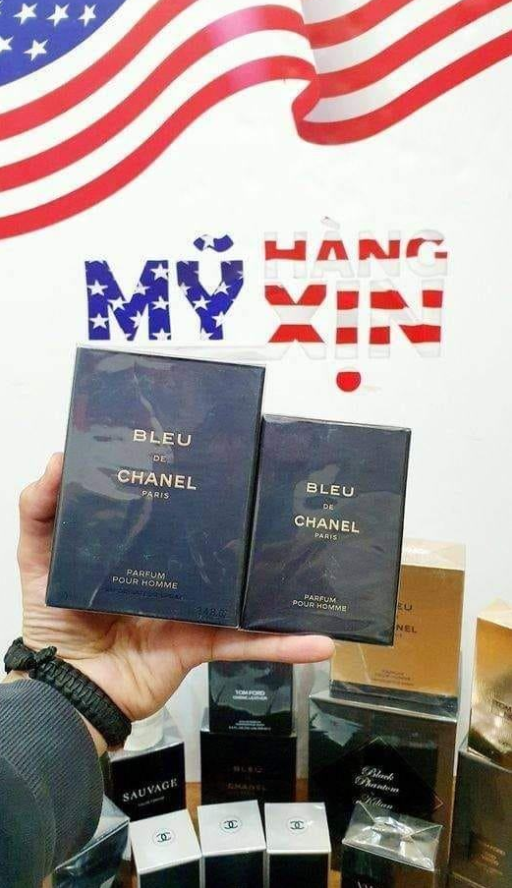 HÀNG
MỸ XỊN
BLEU
DE
CHANEL
PARIS
PARFUM
POUR HOMME
BLEU
DE
CHANEL
PARIS
PARFUM
POUR HOMME
BLEU
TOM FORD
SAUVAGE
BLEU
CHANEL
Black
Phantom
Kilian